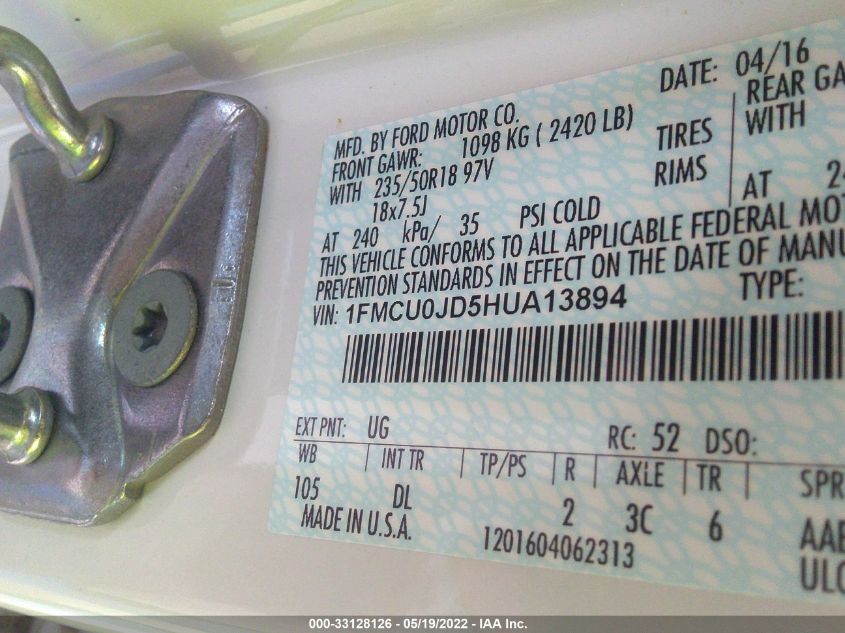 DATE: 04/16
MFD. BY FORD MOTOR CO.
FRONT GAWR: 1098 KG ( 2420 LB)
REAR GA
WITH 235/50R18 97V TIRES WITH
18x7.5J RIMS
AT 240 kPa/ 35 PSI COLD AT 24
THIS VEHICLE CONFORMS TO ALL APPLICABLE FEDERAL MOT
PREVENTION STANDARDS IN EFFECT ON THE DATE OF MANU
VIN: 1FMCU0JD5HUA13894 TYPE:
EXT PNT: UG RC: 52 DSO:
WB INT TR TP/PS R AXLE TR SPR
105 DL 2 3C 6 AAB
MADE IN U.S.A. 1201604062313 ULC
000-33128126 - 05/19/2022 - IAA Inc.